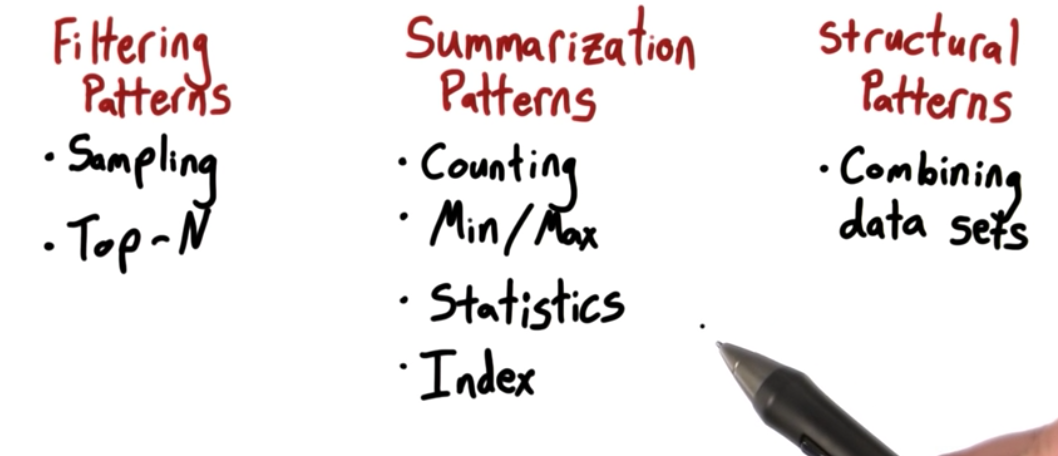 Filtering
Patterns
• Sampling
• Top-N
Summarization
Patterns
• Counting
• Min/Max
• Statistics
• Index
Structural
Patterns
• Combining
data sets